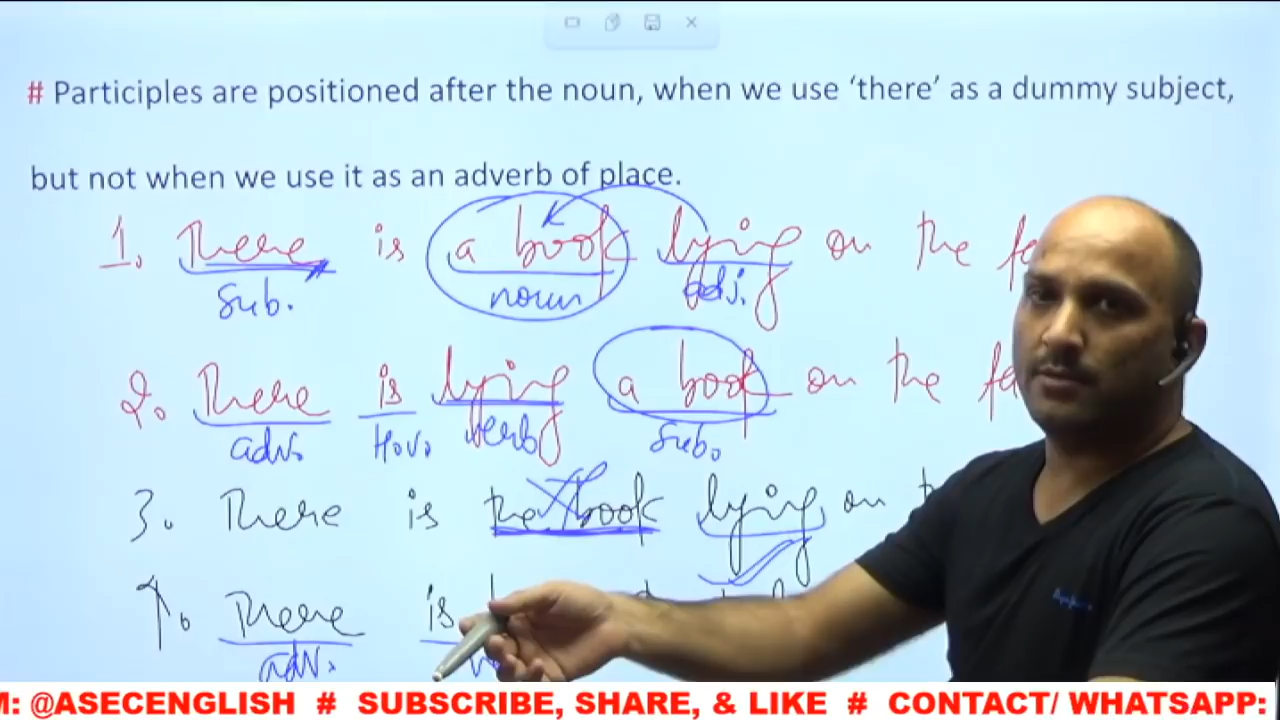 # Participles are positioned after the noun, when we use ‘there’ as a dummy subject,
but not when we use it as an adverb of place.
1. There is a book lying on the
sub. noun adj.
2. There is lying a book on the
adv. H.V. verb sub.
3. There is the book lying on
4. There is
adv.
M: @ASECENGLISH # SUBSCRIBE, SHARE, & LIKE # CONTACT/ WHATSAPP: